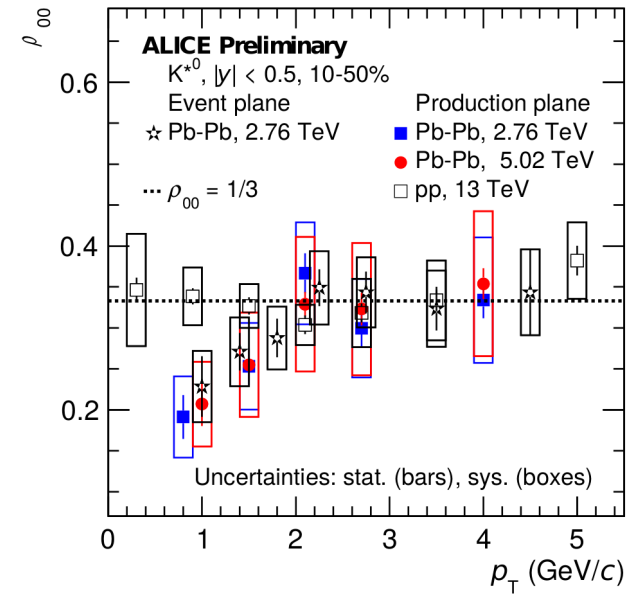 ρ₀₀
ALICE Preliminary
K*⁰, |y| < 0.5, 10-50%
Event plane
Pb-Pb, 2.76 TeV
ρ₀₀ = 1/3
Production plane
Pb-Pb, 2.76 TeV
Pb-Pb, 5.02 TeV
pp, 13 TeV
0.6
0.4
0.2
Uncertainties: stat. (bars), sys. (boxes)
0 1 2 3 4 5
p_T (GeV/c)